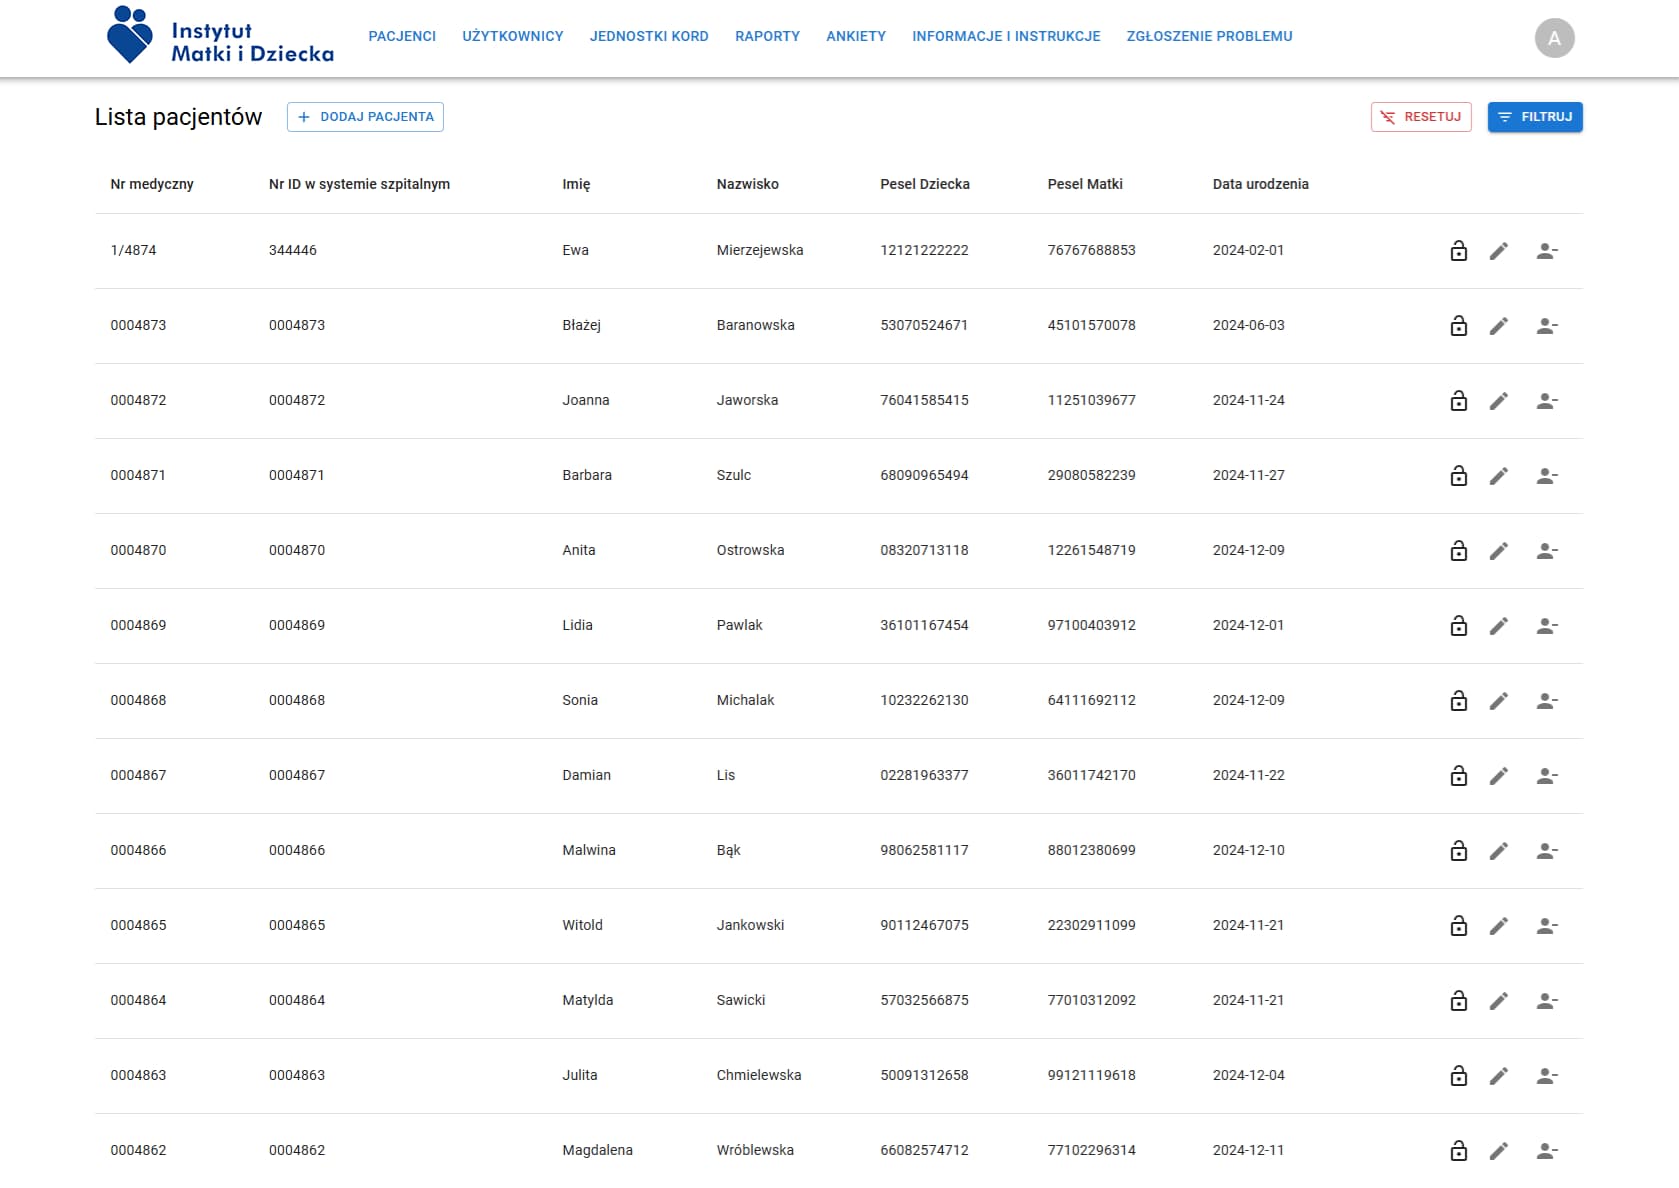 Instytut
Matki i Dziecka
PACJENCI UŻYTKOWNICY JEDNOSTKI KORD RAPORTY ANKIETY INFORMACJE I INSTRUKCJE ZGŁOSZENIE PROBLEMU
A
Lista pacjentów + DODAJ PACJENTA RESETUJ FILTRUJ
Nr medyczny Nr ID w systemie szpitalnym Imię Nazwisko Pesel Dziecka Pesel Matki Data urodzenia
1/4874 344446 Ewa Mierzejewska 12121222222 76767688853 2024-02-01
0004873 0004873 Błażej Baranowska 53070524671 45101570078 2024-06-03
0004872 0004872 Joanna Jaworska 76041585415 11251039677 2024-11-24
0004871 0004871 Barbara Szulc 68090965494 29080582239 2024-11-27
0004870 0004870 Anita Ostrowska 08320713118 12261548719 2024-12-09
0004869 0004869 Lidia Pawlak 36101167454 97100403912 2024-12-01
0004868 0004868 Sonia Michalak 10232262130 64111692112 2024-12-09
0004867 0004867 Damian Lis 02281963377 36011742170 2024-11-22
0004866 0004866 Malwina Bąk 98062581117 88012380699 2024-12-10
0004865 0004865 Witold Jankowski 90112467075 22302911099 2024-11-21
0004864 0004864 Matylda Sawicki 57032566875 77010312092 2024-11-21
0004863 0004863 Julita Chmielewska 50091312658 99121119618 2024-12-04
0004862 0004862 Magdalena Wróblewska 66082574712 77102296314 2024-12-11